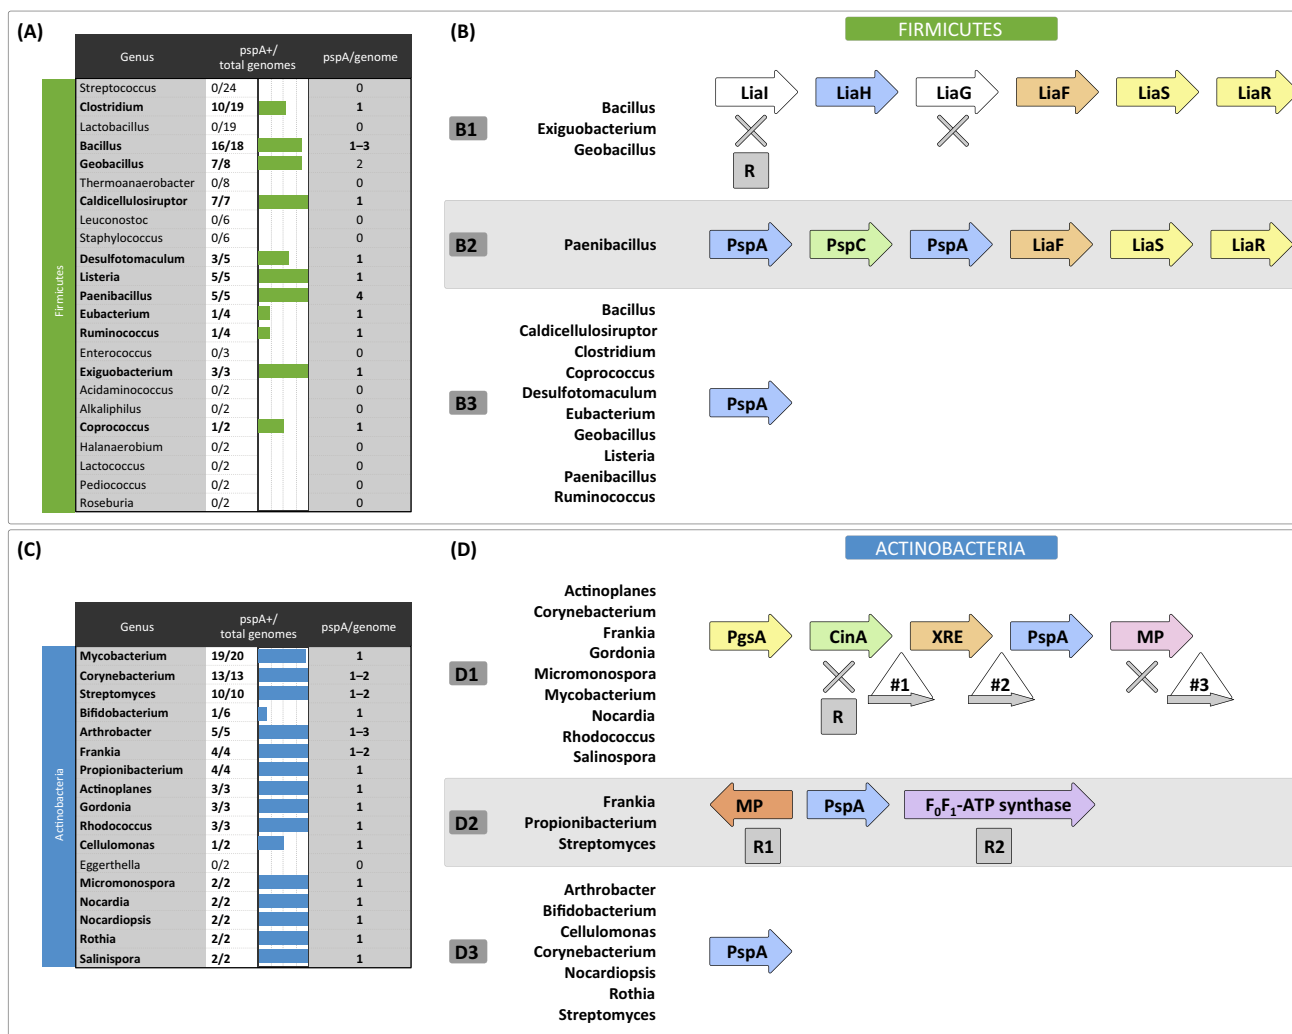 (A)
Genus pspA+/ total genomes pspA/genome
Firmicutes
Streptococcus 0/24 0
Clostridium 10/19 1
Lactobacillus 0/19 0
Bacillus 16/18 1–3
Geobacillus 7/8 2
Thermoanaerobacter 0/8 0
Caldicellulosiruptor 7/7 1
Leuconostoc 0/6 0
Staphylococcus 0/6 0
Desulfotomaculum 3/5 1
Listeria 5/5 1
Paenibacillus 5/5 4
Eubacterium 1/4 1
Ruminococcus 1/4 1
Enterococcus 0/3 0
Exiguobacterium 3/3 1
Acidaminococcus 0/2 0
Alkaliphilus 0/2 0
Coprococcus 1/2 1
Halanaerobium 0/2 0
Lactococcus 0/2 0
Pediococcus 0/2 0
Roseburia 0/2 0
(B)
FIRMICUTES
B1
Bacillus
Exiguobacterium
Geobacillus
LiaI LiaH LiaG LiaF LiaS LiaR
R
B2
Paenibacillus
PspA PspC PspA LiaF LiaS LiaR
B3
Bacillus
Caldicellulosiruptor
Clostridium
Coprococcus
Desulfotomaculum
Eubacterium
Geobacillus
Listeria
Paenibacillus
Ruminococcus
PspA
(C)
Genus pspA+/ total genomes pspA/genome
Actinobacteria
Mycobacterium 19/20 1
Corynebacterium 13/13 1–2
Streptomyces 10/10 1–2
Bifidobacterium 1/6 1
Arthrobacter 5/5 1–3
Frankia 4/4 1–2
Propionibacterium 4/4 1
Actinoplanes 3/3 1
Gordonia 3/3 1
Rhodococcus 3/3 1
Cellulomonas 1/2 1
Eggerthella 0/2 0
Micromonospora 2/2 1
Nocardia 2/2 1
Nocardiopsis 2/2 1
Rothia 2/2 1
Salinispora 2/2 1
(D)
ACTINOBACTERIA
D1
Actinoplanes
Corynebacterium
Frankia
Gordonia
Micromonospora
Mycobacterium
Nocardia
Rhodococcus
Salinospora
PgsA CinA XRE PspA MP
#1 #2 #3
R
D2
Frankia
Propionibacterium
Streptomyces
MP PspA F₀F₁-ATP synthase
R1 R2
D3
Arthrobacter
Bifidobacterium
Cellulomonas
Corynebacterium
Nocardiopsis
Rothia
Streptomyces
PspA